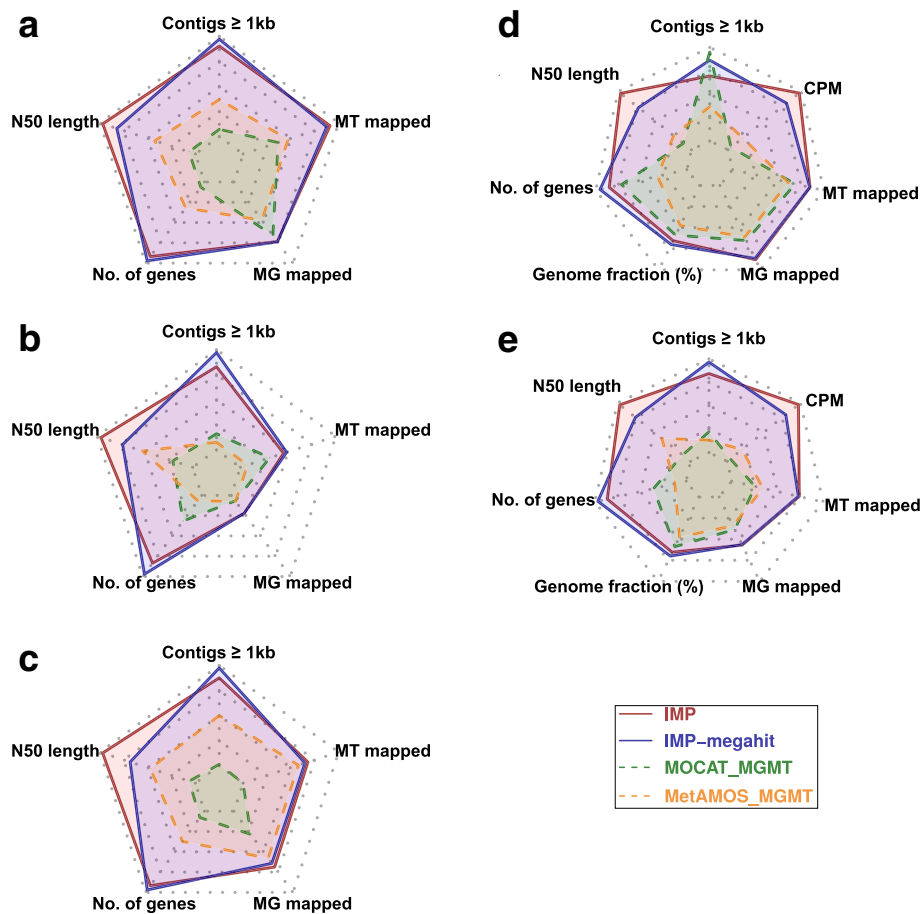 a
Contigs ≥ 1kb
N50 length
MT mapped
No. of genes
MG mapped
b
Contigs ≥ 1kb
N50 length
MT mapped
No. of genes
MG mapped
c
Contigs ≥ 1kb
N50 length
MT mapped
No. of genes
MG mapped
d
Contigs ≥ 1kb
N50 length
CPM
No. of genes
MT mapped
Genome fraction (%)
MG mapped
e
Contigs ≥ 1kb
N50 length
CPM
No. of genes
MT mapped
Genome fraction (%)
MG mapped
IMP
IMP–megahit
MOCAT_MGMT
MetAMOS_MGMT